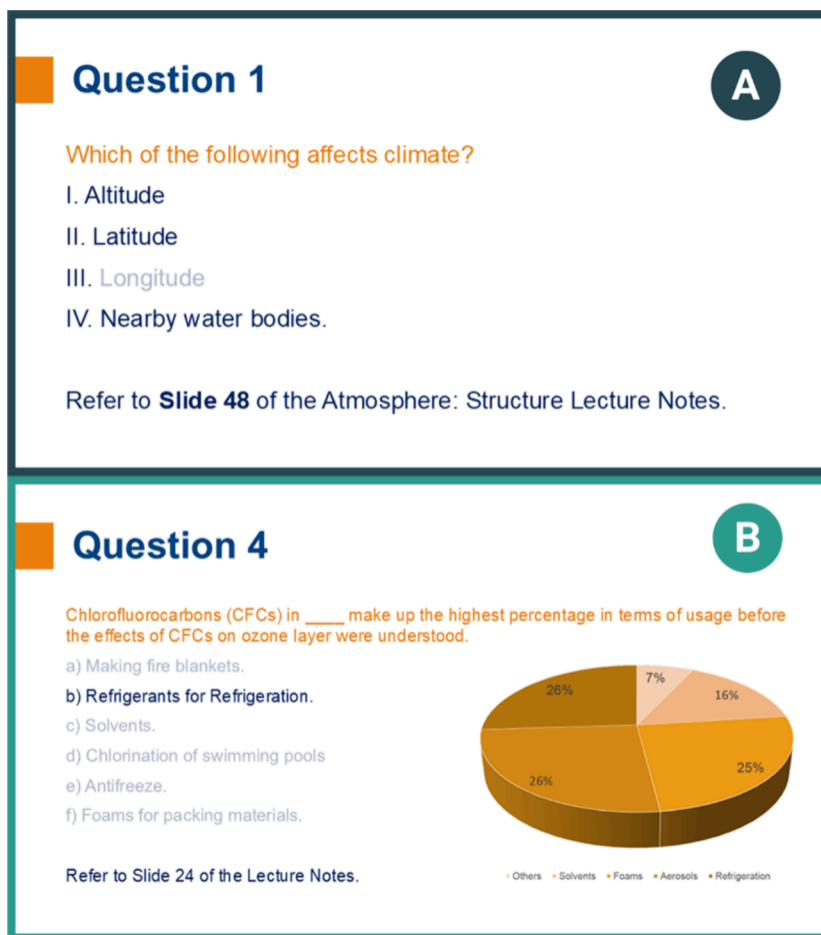 Question 1
A
Which of the following affects climate?
I. Altitude
II. Latitude
III. Longitude
IV. Nearby water bodies.
Refer to Slide 48 of the Atmosphere: Structure Lecture Notes.
Question 4
B
Chlorofluorocarbons (CFCs) in ____ make up the highest percentage in terms of usage before
the effects of CFCs on ozone layer were understood.
a) Making fire blankets.
b) Refrigerants for Refrigeration.
c) Solvents.
d) Chlorination of swimming pools
e) Antifreeze.
f) Foams for packing materials.
7%
16%
25%
26%
26%
Others Solvents Foams Aerosols Refrigeration
Refer to Slide 24 of the Lecture Notes.